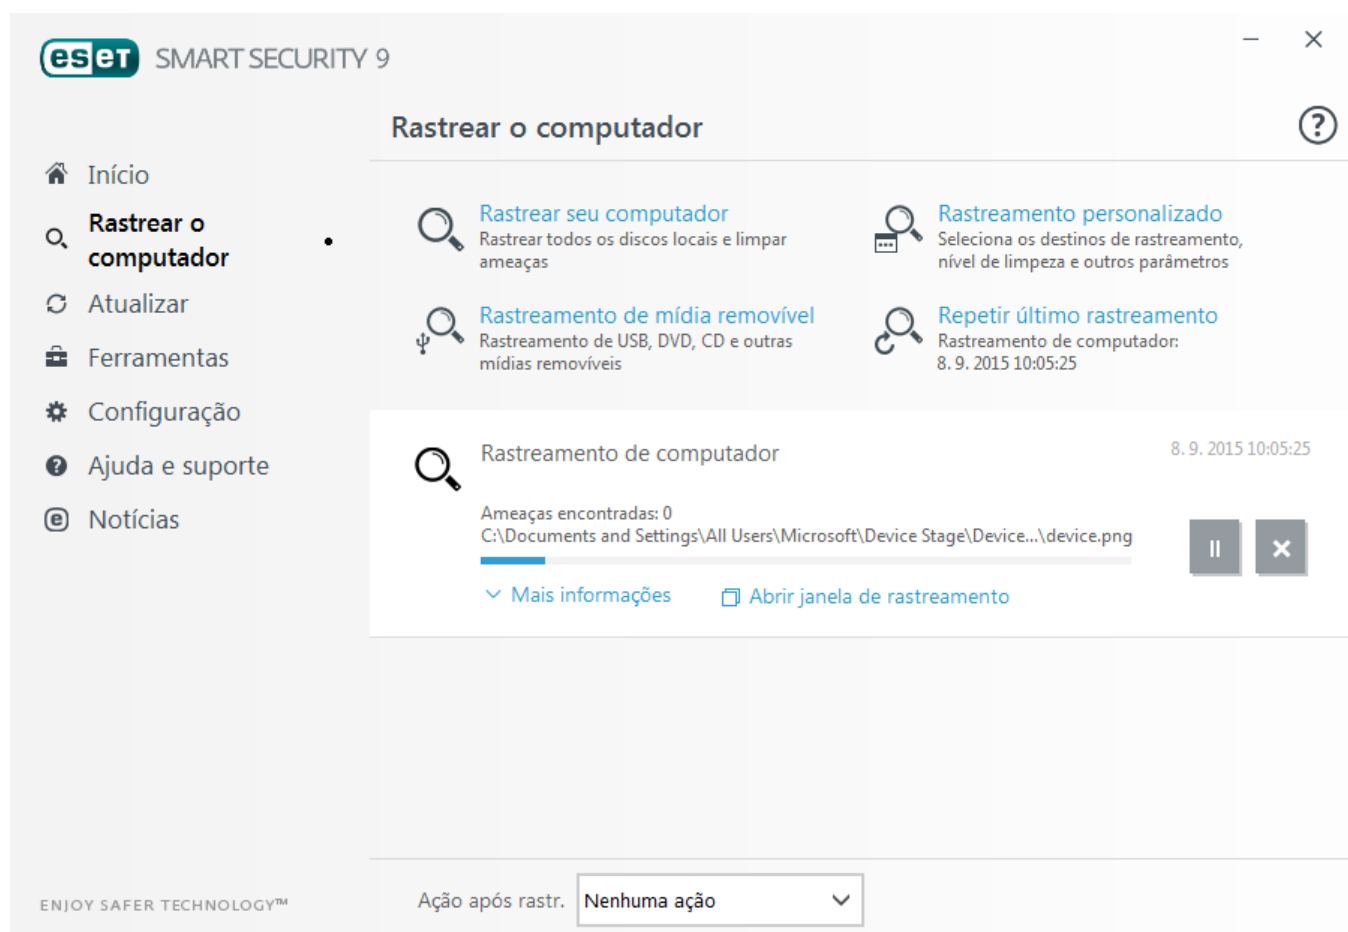 eset SMART SECURITY 9
Rastrear o computador
Início
Rastrear o
computador
Atualizar
Ferramentas
Configuração
Ajuda e suporte
Notícias
Rastrear seu computador
Rastrear todos os discos locais e limpar
ameaças
Rastreamento personalizado
Seleciona os destinos de rastreamento,
nível de limpeza e outros parâmetros
Rastreamento de mídia removível
Rastreamento de USB, DVD, CD e outras
mídias removíveis
Repetir último rastreamento
Rastreamento de computador:
8. 9. 2015 10:05:25
Rastreamento de computador
8. 9. 2015 10:05:25
Ameaças encontradas: 0
C:\Documents and Settings\All Users\Microsoft\Device Stage\Device...\device.png
Mais informações
Abrir janela de rastreamento
Ação após rastr.
Nenhuma ação
ENJOY SAFER TECHNOLOGY™